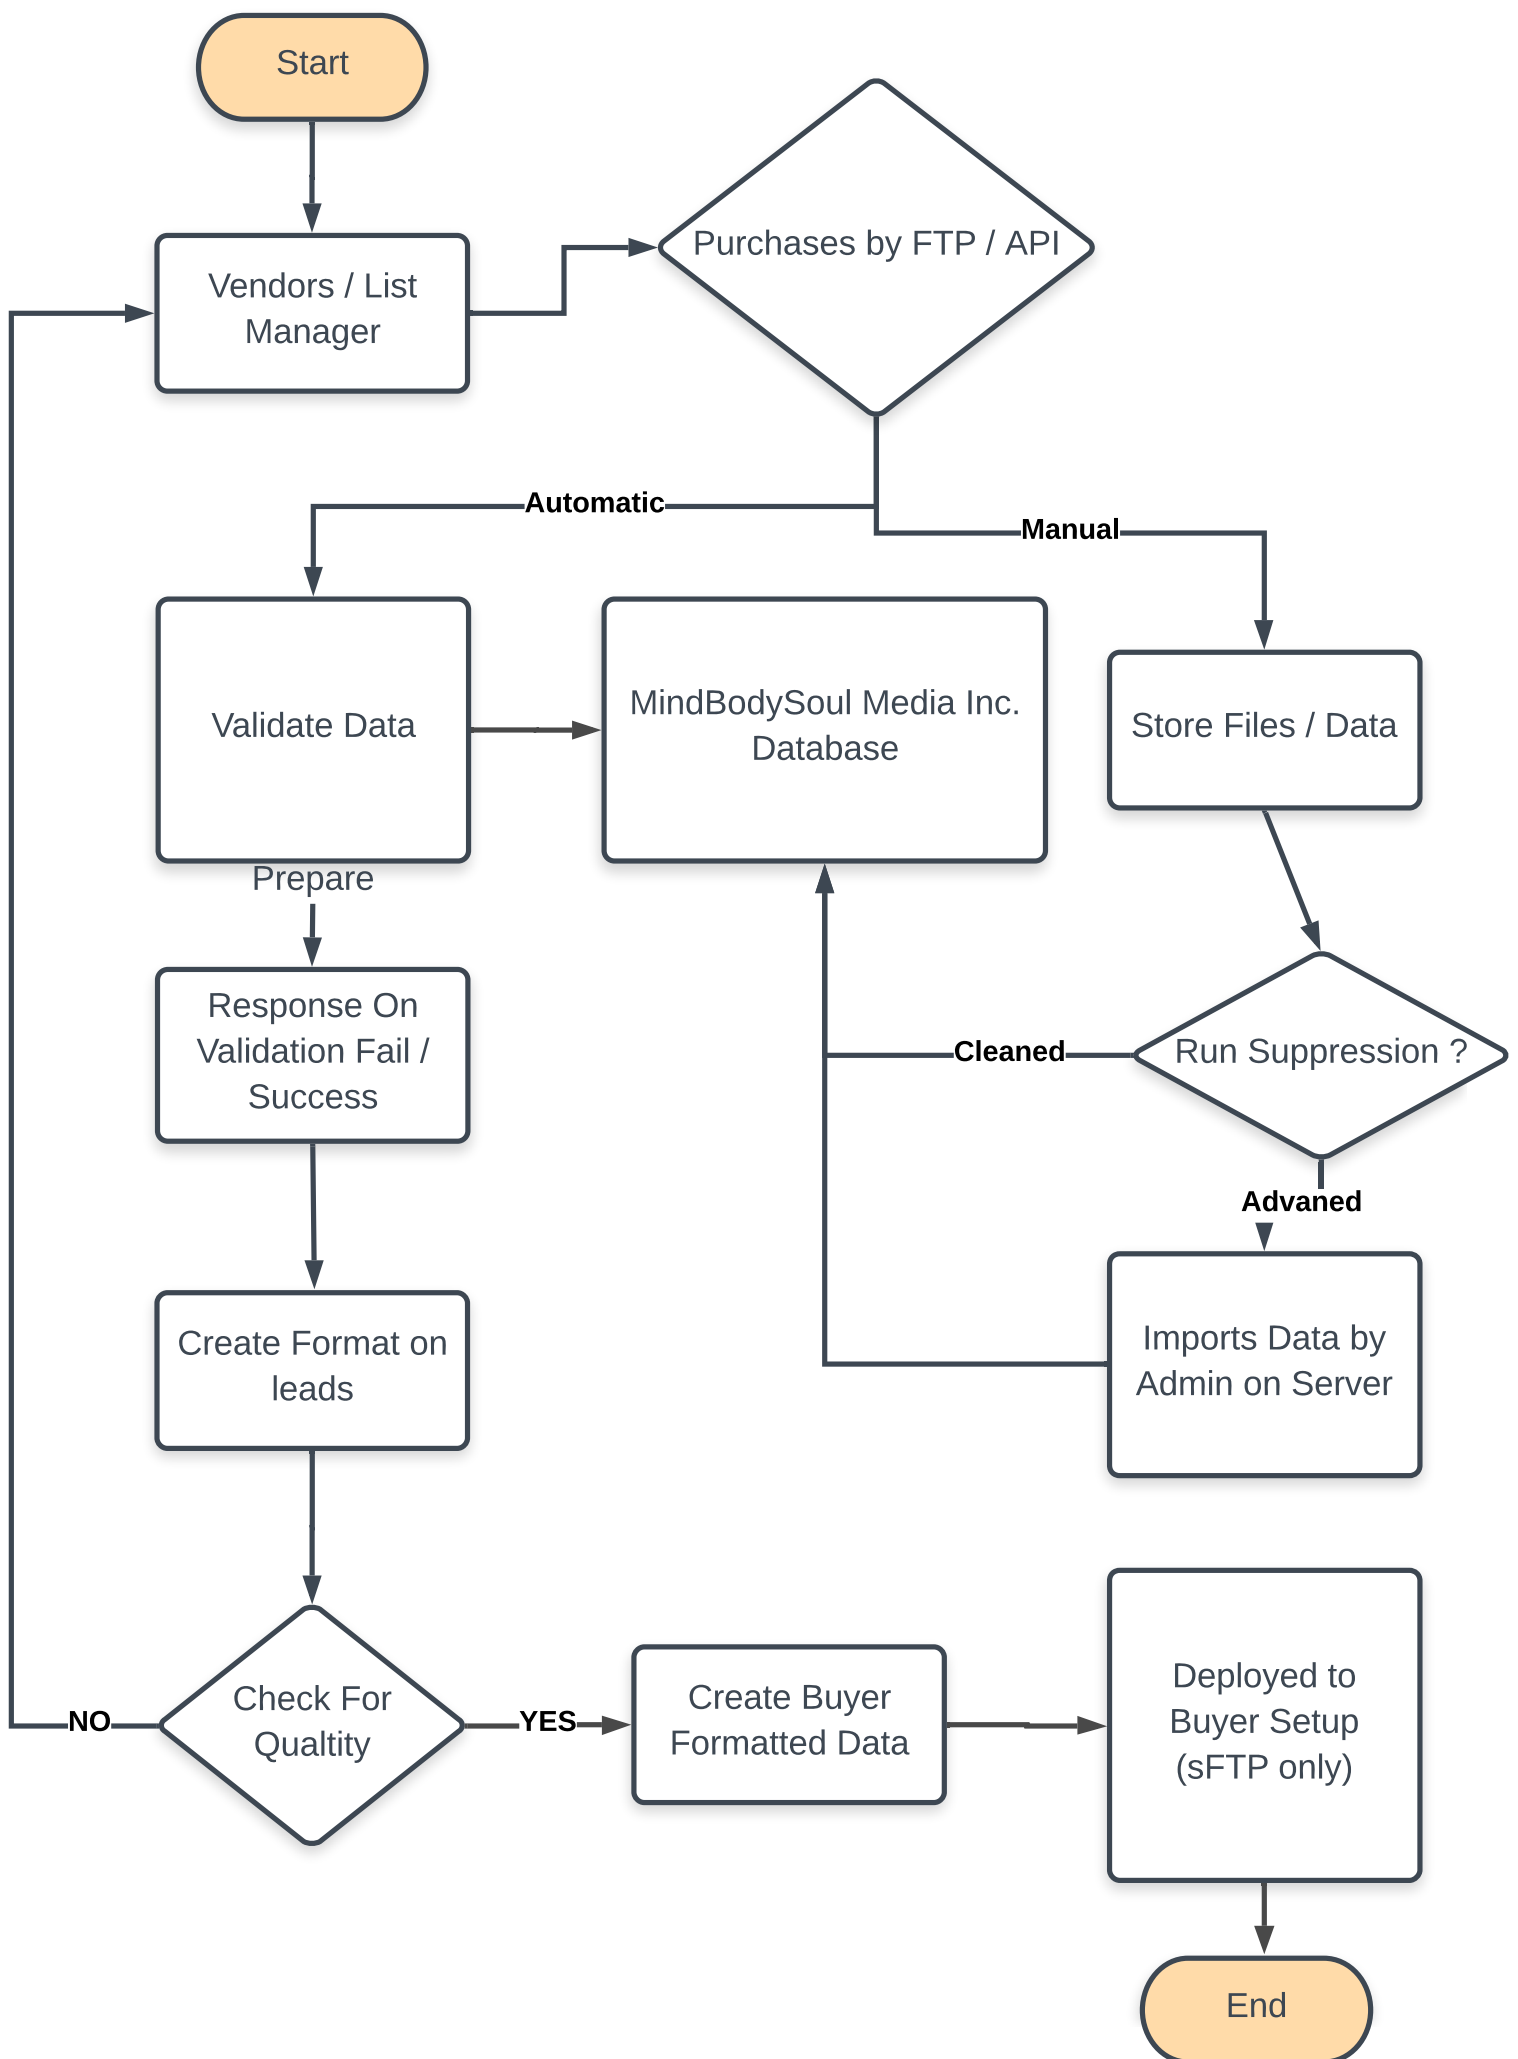 Start
Purchases by FTP / API
Vendors / List
Manager
Automatic
Manual
Validate Data
MindBodySoul Media Inc.
Database
Store Files / Data
Prepare
Response On
Validation Fail /
Success
Cleaned
Run Suppression ?
Advaned
Create Format on
leads
Imports Data by
Admin on Server
Check For
Qualtity
NO
YES
Create Buyer
Formatted Data
Deployed to
Buyer Setup
(sFTP only)
End